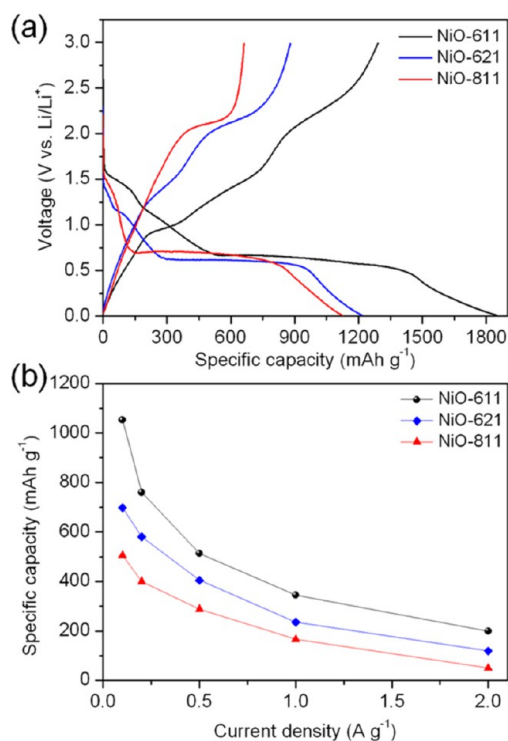 (a)
NiO-611
NiO-621
NiO-811
3.0
2.5
2.0
1.5
1.0
0.5
0.0
Voltage (V vs. Li/Li⁺)
0 300 600 900 1200 1500 1800
Specific capacity (mAh g⁻¹)
(b)
NiO-611
NiO-621
NiO-811
1200
1000
800
600
400
200
0
Specific capacity (mAh g⁻¹)
0.0 0.5 1.0 1.5 2.0
Current density (A g⁻¹)